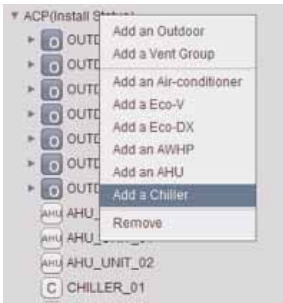 ACP(Install
OUTD
Add an Outdoor
Add a Vent Group
Add an Air-conditioner
Add a Eco-V
Add a Eco-DX
Add an AWHP
Add an AHU
Add a Chiller
Remove
O OUTD
O OUTD
O OUTD
O OUTD
O OUTD
O OUTD
AHU AHU_
AHU
AHU AHU_UNIT_02
C CHILLER_01